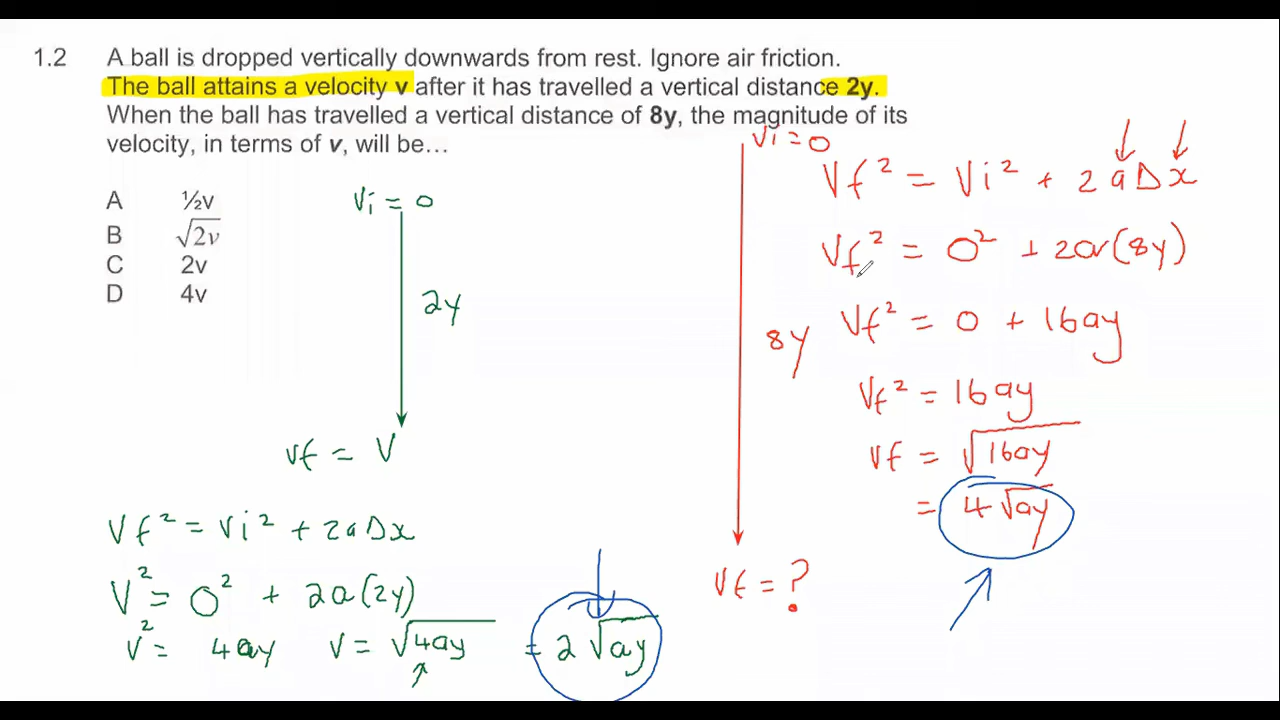 1.2 A ball is dropped vertically downwards from rest. Ignore air friction.
The ball attains a velocity v after it has travelled a vertical distance 2y.
When the ball has travelled a vertical distance of 8y, the magnitude of its
velocity, in terms of v, will be...
A ½v
B √2v
C 2v
D 4v
Vi = 0
2y
Vf = V
Vf² = Vi² + 2aΔx
V² = 0² + 2a(2y)
V² = 4ay V = √4ay = 2√ay
Vi = 0
8y
Vf = ?
Vf² = Vi² + 2aΔx
Vf² = 0² + 2a(8y)
Vf² = 0 + 16ay
Vf² = 16ay
Vf = √16ay
= 4√ay